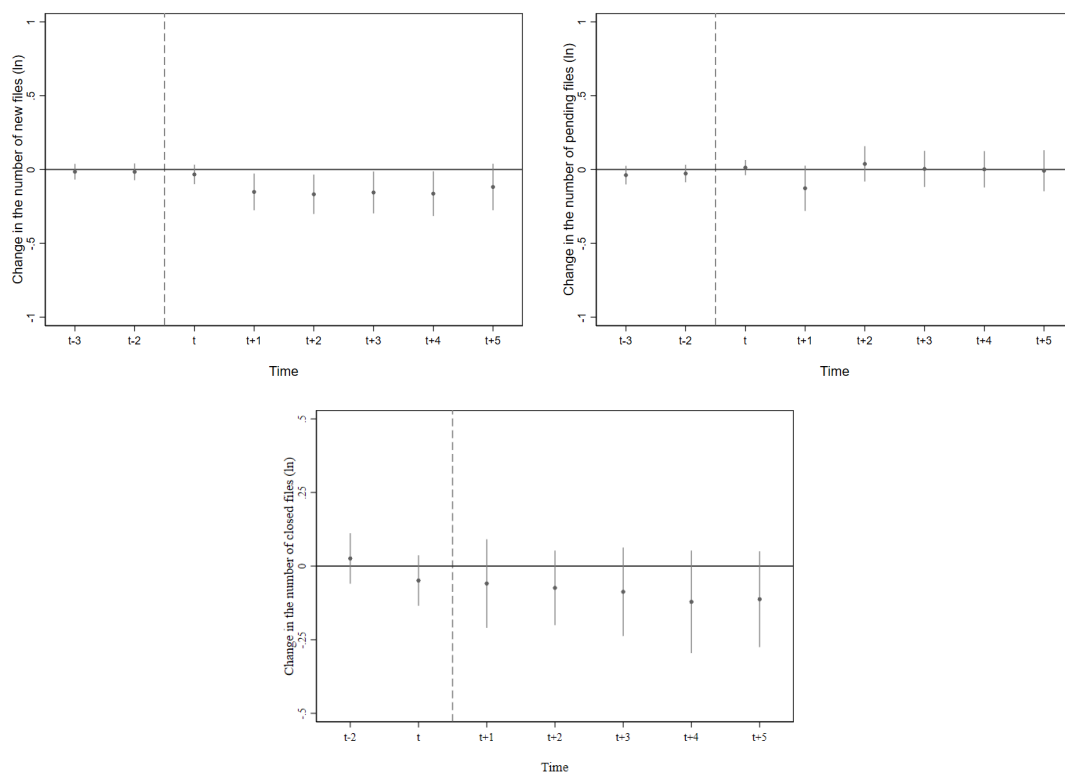 Change in the number of new files (ln)
1
.5
0
-.5
-1
t-3 t-2 t t+1 t+2 t+3 t+4 t+5
Time
Change in the number of pending files (ln)
1
.5
0
-.5
-1
t-3 t-2 t t+1 t+2 t+3 t+4 t+5
Time
Change in the number of closed files (ln)
.5
.25
0
-.25
-.5
t-2 t t+1 t+2 t+3 t+4 t+5
Time